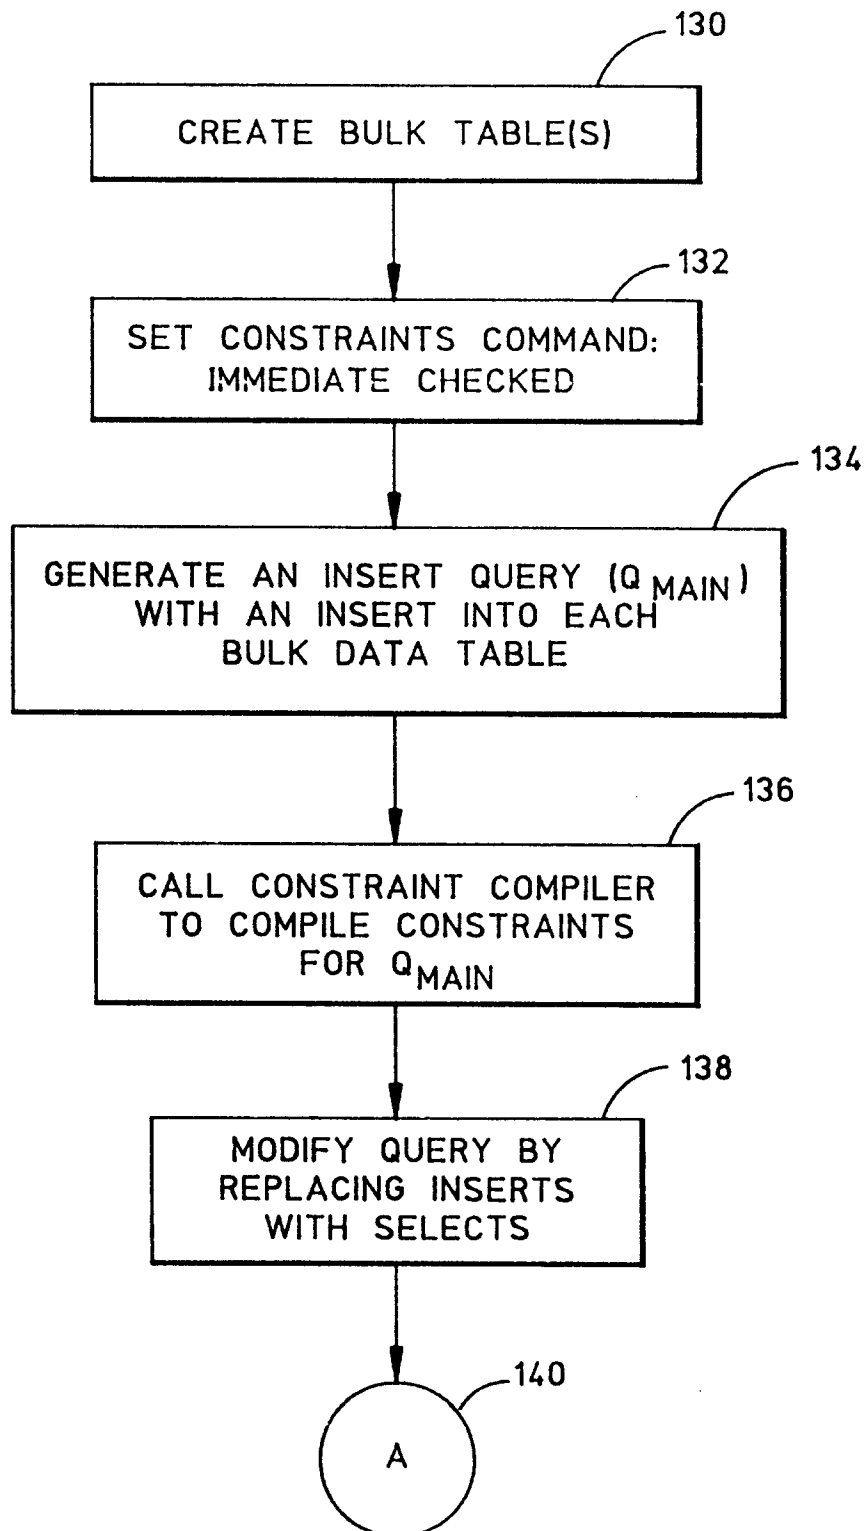 130
CREATE BULK TABLE(S)
132
SET CONSTRAINTS COMMAND:
IMMEDIATE CHECKED
134
GENERATE AN INSERT QUERY (Q MAIN)
WITH AN INSERT INTO EACH
BULK DATA TABLE
136
CALL CONSTRAINT COMPILER
TO COMPILE CONSTRAINTS
FOR Q MAIN
138
MODIFY QUERY BY
REPLACING INSERTS
WITH SELECTS
140
A